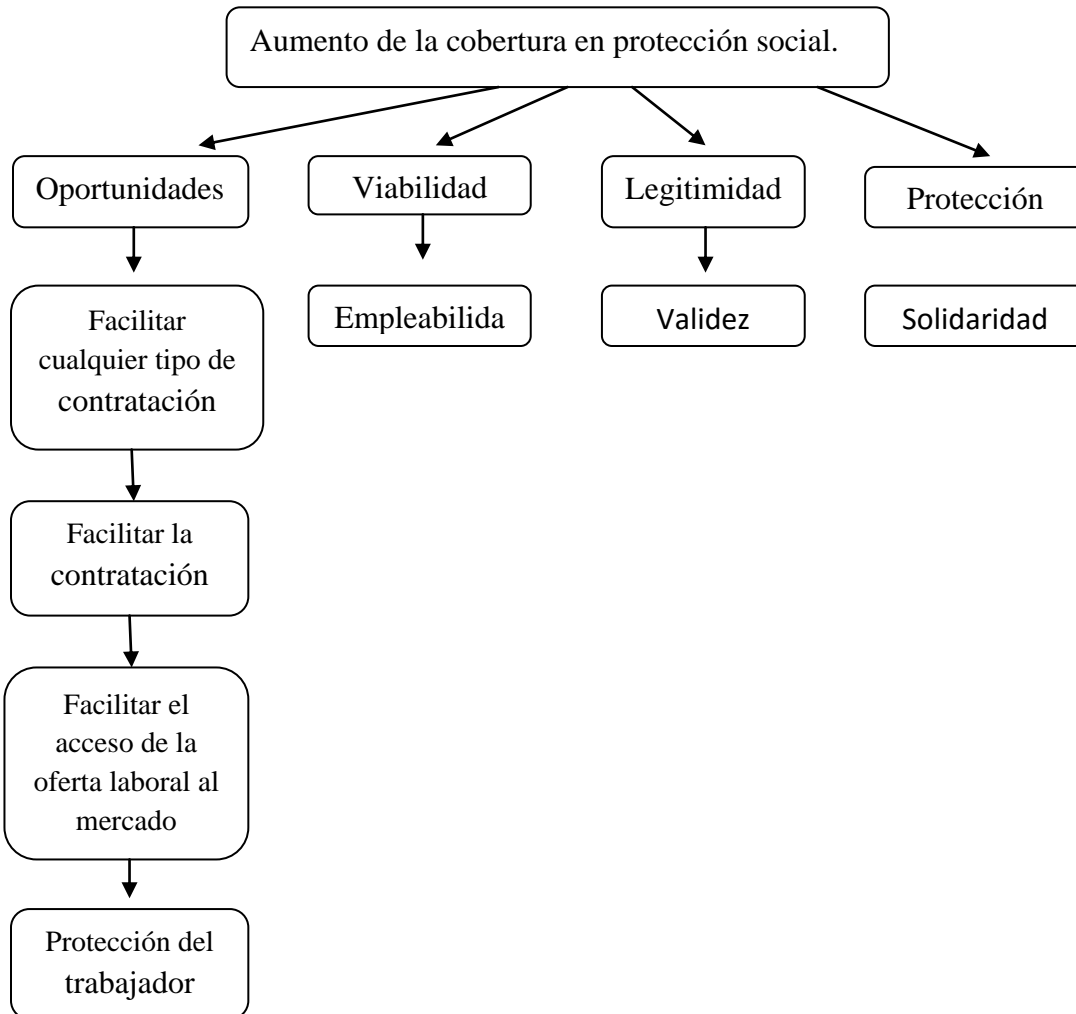 Aumento de la cobertura en protección social.
Oportunidades
Viabilidad
Legitimidad
Protección
Facilitar
cualquier tipo de
contratación
Empleabilida
Validez
Solidaridad
Facilitar la
contratación
Facilitar el
acceso de la
oferta laboral al
mercado
Protección del
trabajador